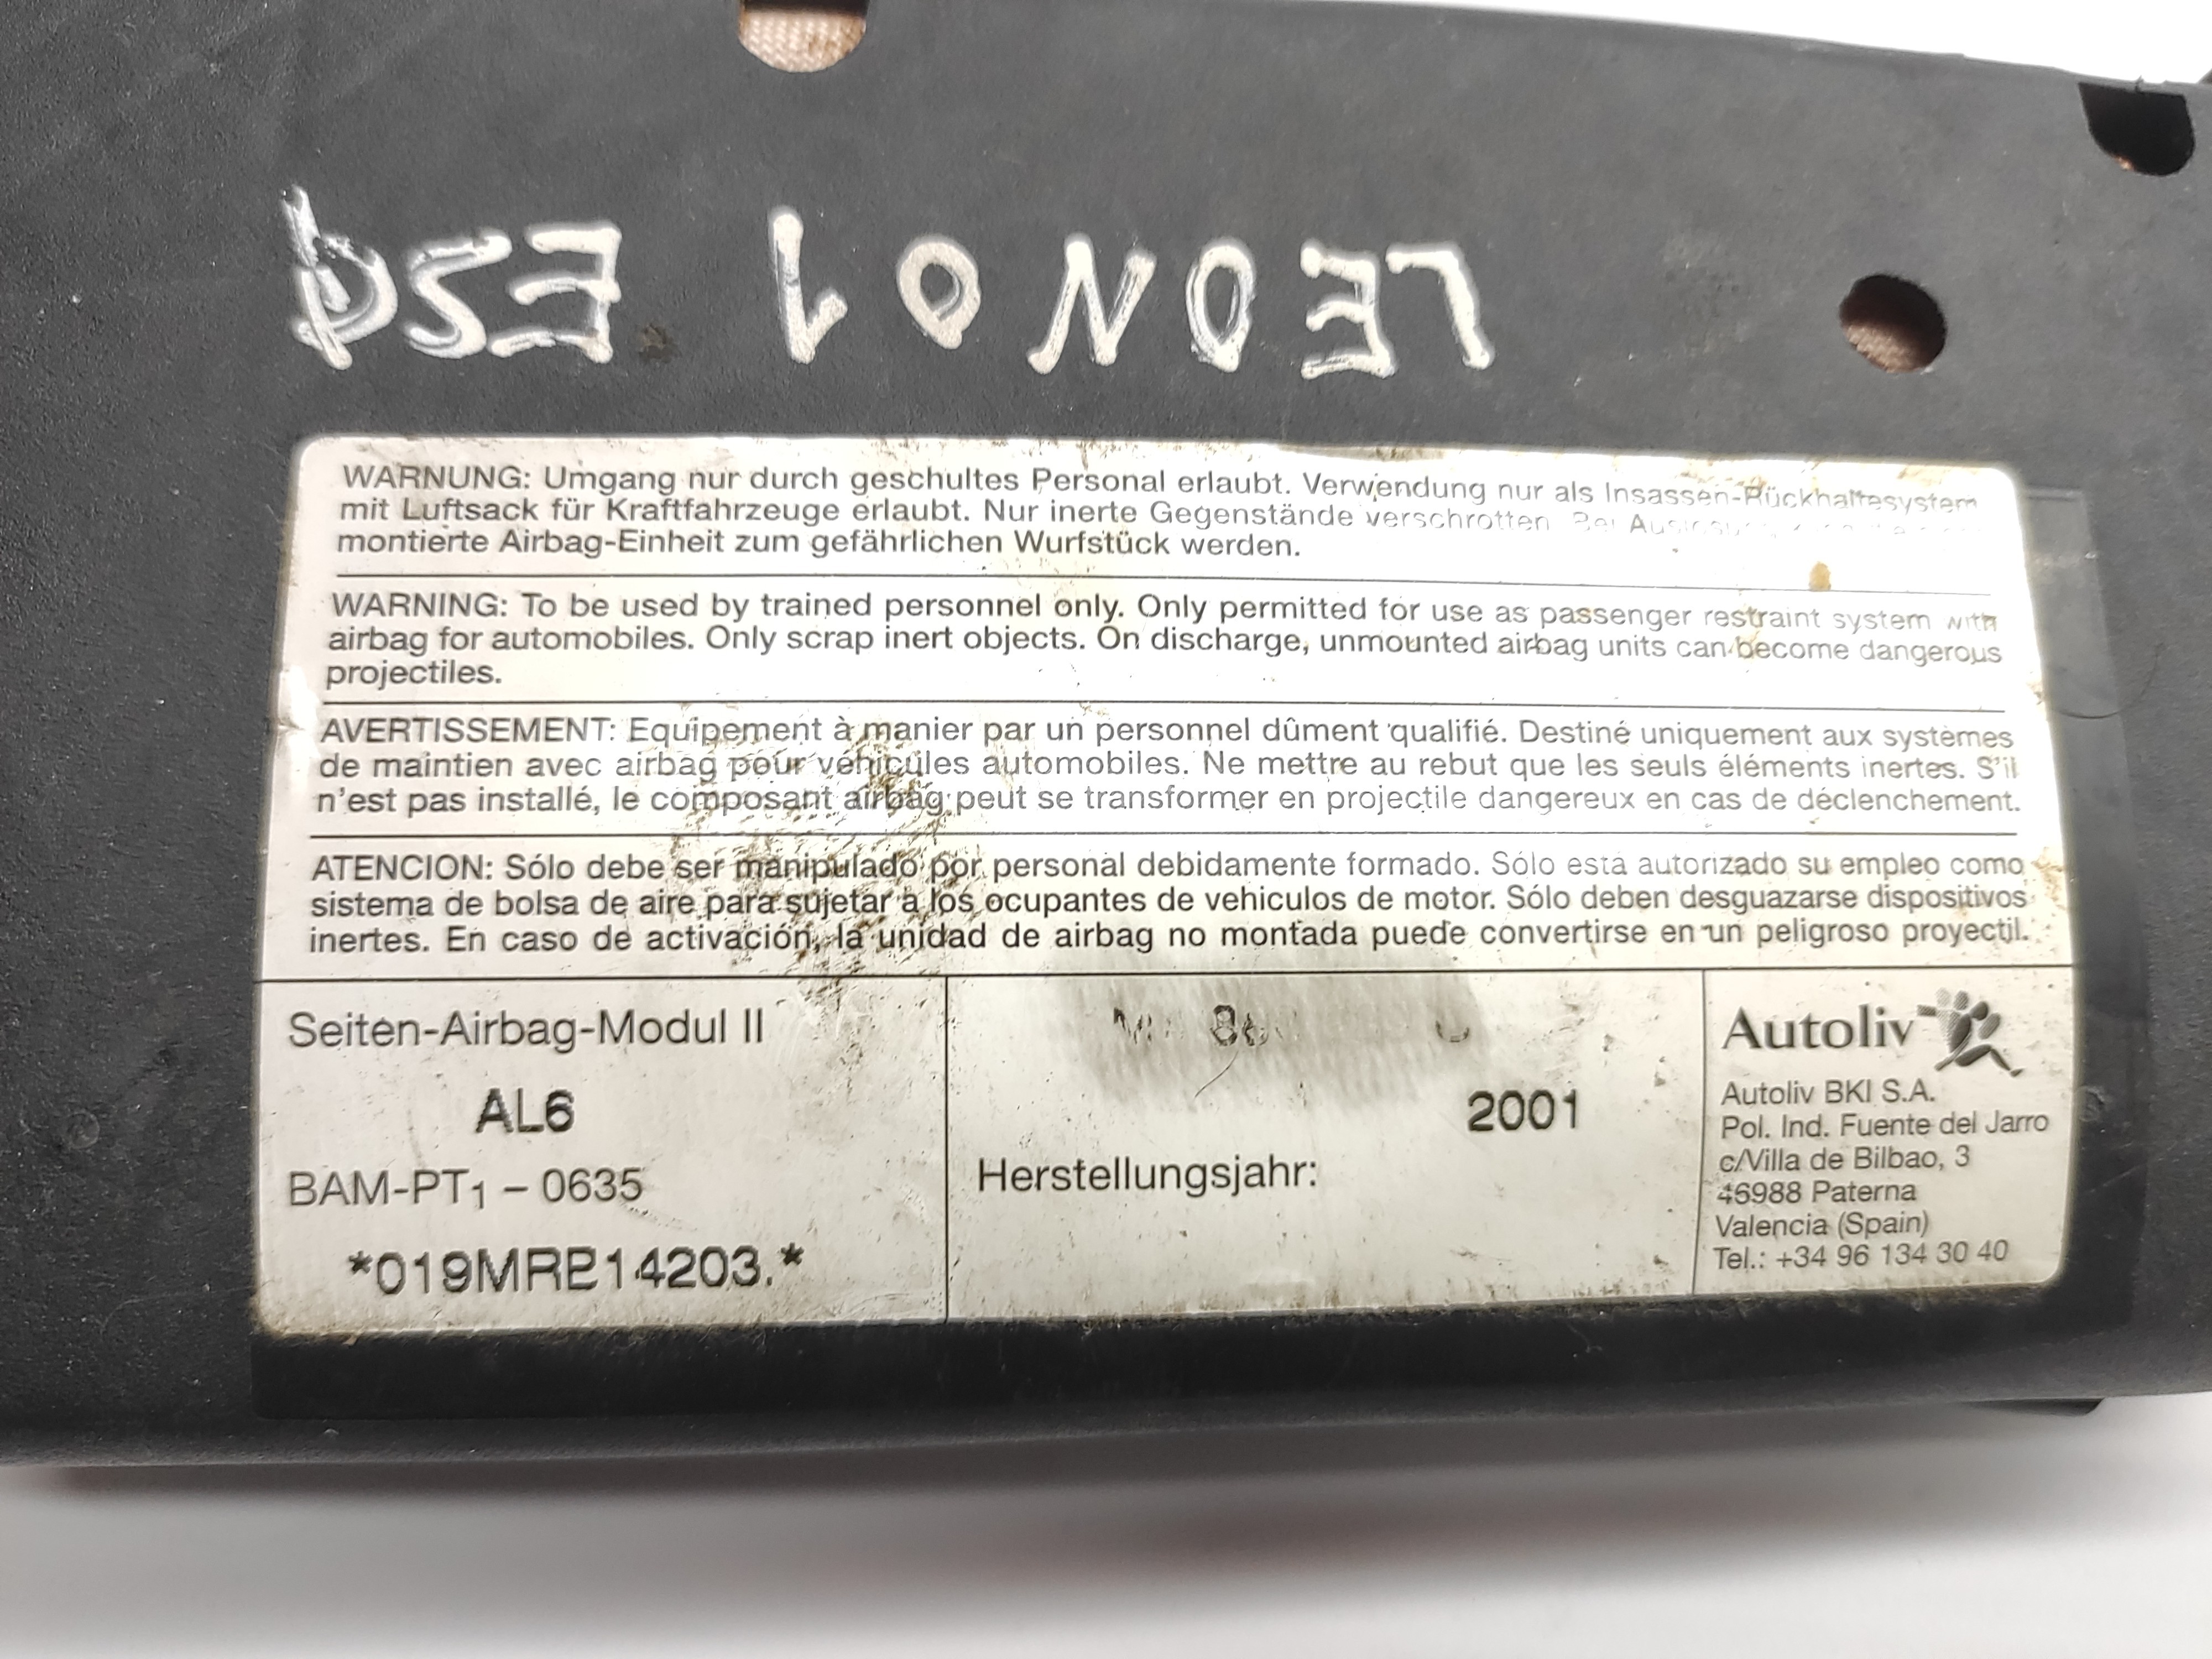 LEON 01 ESQ
WARNUNG: Umgang nur durch geschultes Personal erlaubt. Verwendung nur als Insassen-Rückhaltesystem
mit Luftsack für Kraftfahrzeuge erlaubt. Nur inerte Gegenstände verschrotten Bei
montierte Airbag-Einheit zum gefährlichen Wurfstück werden.
WARNING: To be used by trained personnel only. Only permitted for use as passenger restraint system with
airbag for automobiles. Only scrap inert objects. On discharge, unmounted airbag units can become dangerous
projectiles.
AVERTISSEMENT: Equipement à manier par un personnel dûment qualifié. Destiné uniquement aux systèmes
de maintien avec airbag pour véhicules automobiles. Ne mettre au rebut que les seuls éléments inertes. S'il
n'est pas installé, le composant airbag peut se transformer en projectile dangereux en cas de déclenchement.
ATENCION: Sólo debe ser manipulado por personal debidamente formado. Sólo está autorizado su empleo como
sistema de bolsa de aire para sujetar a los ocupantes de vehiculos de motor. Sólo deben desguazarse dispositivos
inertes. En caso de activación, la unidad de airbag no montada puede convertirse en un peligroso proyectil.
Seiten-Airbag-Modul II
AL6
BAM-PT1 – 0635
*019MRB14203.*
2001
Herstellungsjahr:
Autoliv
Autoliv BKI S.A.
Pol. Ind. Fuente del Jarro
c/Villa de Bilbao, 3
46988 Paterna
Valencia (Spain)
Tel.: +34 96 134 30 40